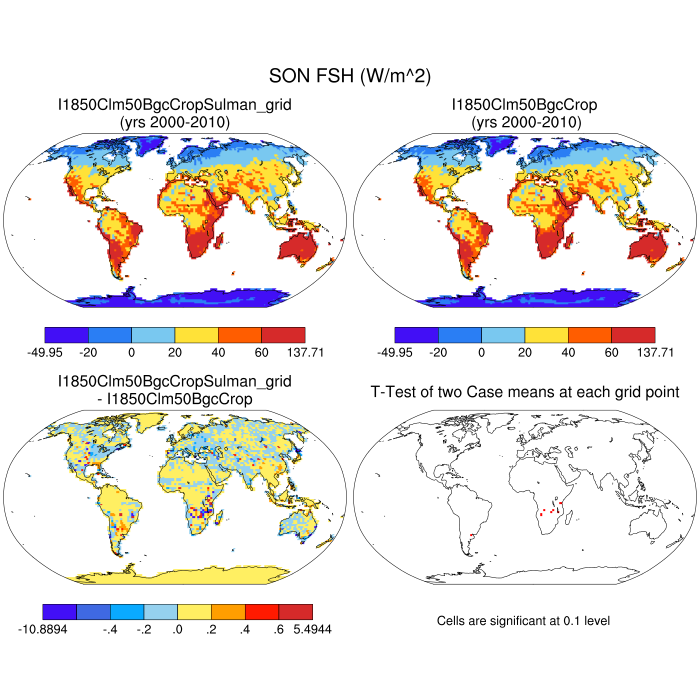 SON FSH (W/m^2)
I1850Clm50BgcCropSulman_grid
(yrs 2000-2010)
I1850Clm50BgcCrop
(yrs 2000-2010)
-49.95 -20 0 20 40 60 137.71
-49.95 -20 0 20 40 60 137.71
I1850Clm50BgcCropSulman_grid
- I1850Clm50BgcCrop
T-Test of two Case means at each grid point
-10.8894 -.4 -.2 .0 .2 .4 .6 5.4944
Cells are significant at 0.1 level